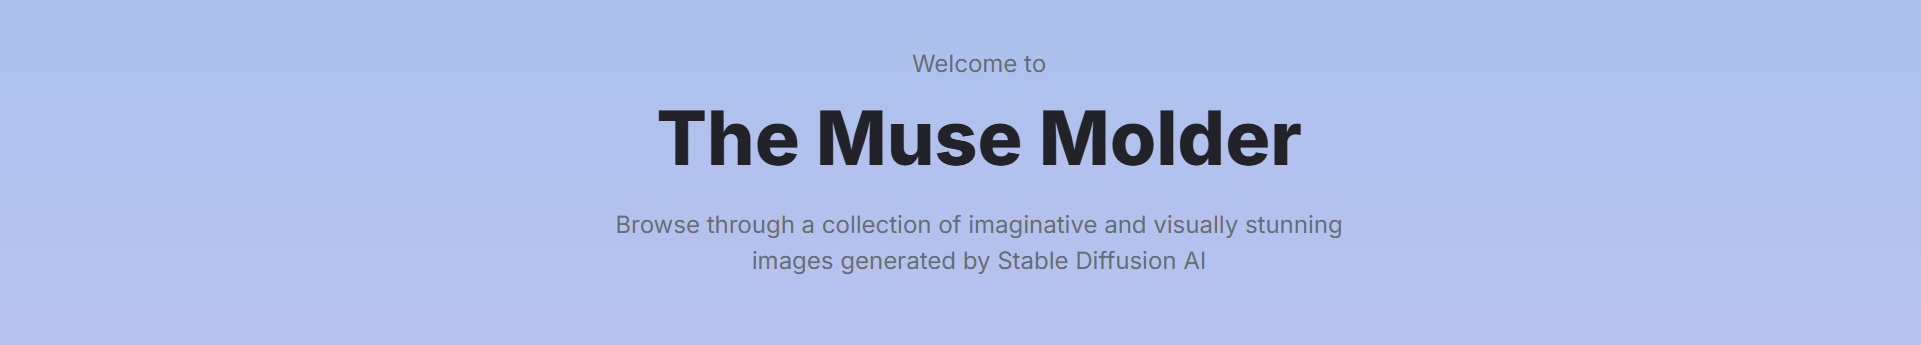 Welcome to
The Muse Molder
Browse through a collection of imaginative and visually stunning
images generated by Stable Diffusion AI